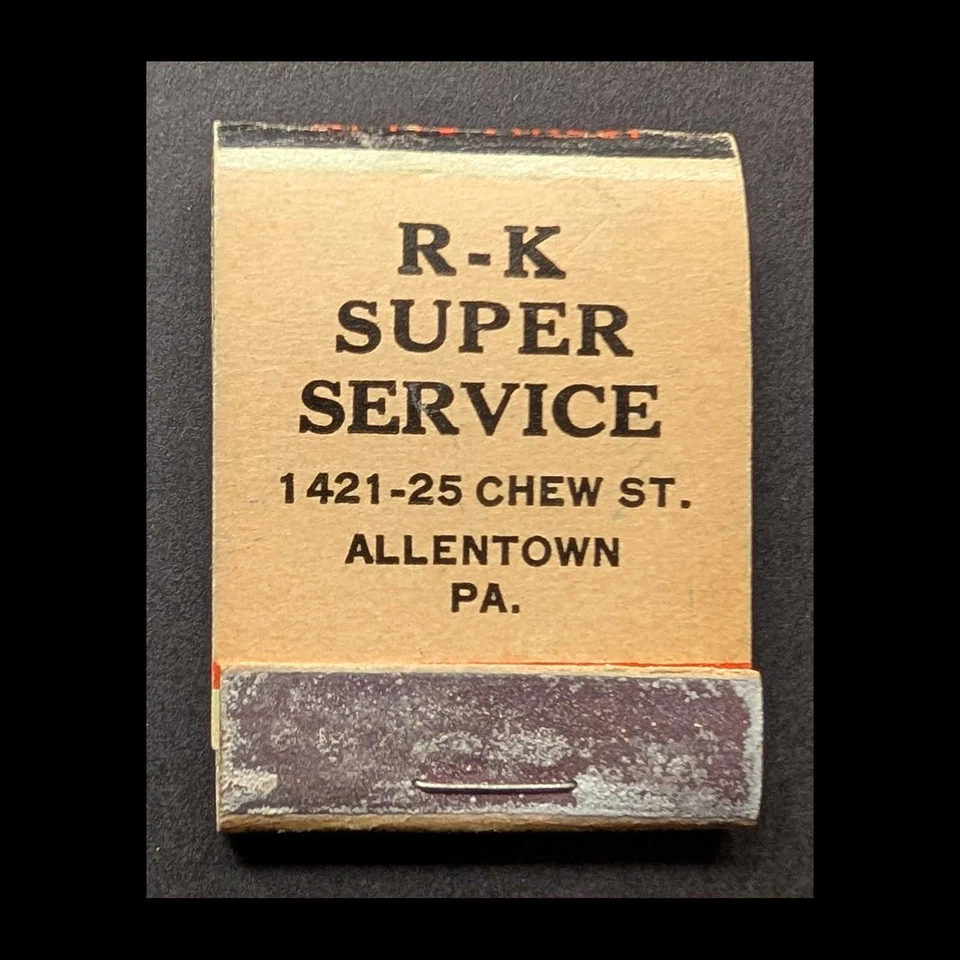 R-K
SUPER
SERVICE
1421-25 CHEW ST.
ALLENTOWN
PA.